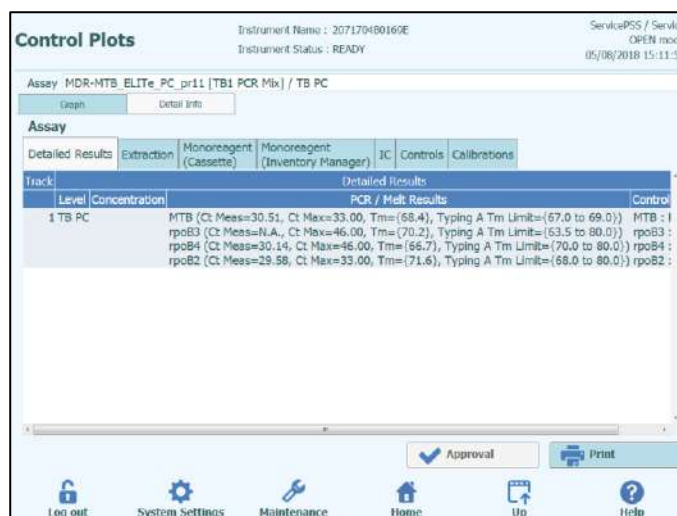 Control Plots
Instrument Name : 207170480160E
Instrument Status : READY
ServicePSS / Servic
OPEN mod
05/08/2018 15:11:5
Assay MDR-MTB_ELITe_PC_pr11 [TB1 PCR Mix] / TB PC
Graph Detail Info
Assay
Detailed Results Extraction Monoreagent (Cassette) Monoreagent (Inventory Manager) IC Controls Calibrations
Track Detailed Results
Level Concentration PCR / Melt Results Control
1 TB PC MTB (Ct Meas=30.51, Ct Max=33.00, Tm={68.4}, Typing A Tm Limit={67.0 to 69.0}) MTB :
rpoB3 (Ct Meas=N.A., Ct Max=46.00, Tm={70.2}, Typing A Tm Limit={63.5 to 80.0}) rpoB3 :
rpoB4 (Ct Meas=30.14, Ct Max=46.00, Tm={66.7}, Typing A Tm Limit={70.0 to 80.0}) rpoB4 :
rpoB2 (Ct Meas=29.58, Ct Max=33.00, Tm={71.6}, Typing A Tm Limit={68.0 to 80.0}) rpoB2 :
Approval Print
Log out System Settings Maintenance Home Up Help